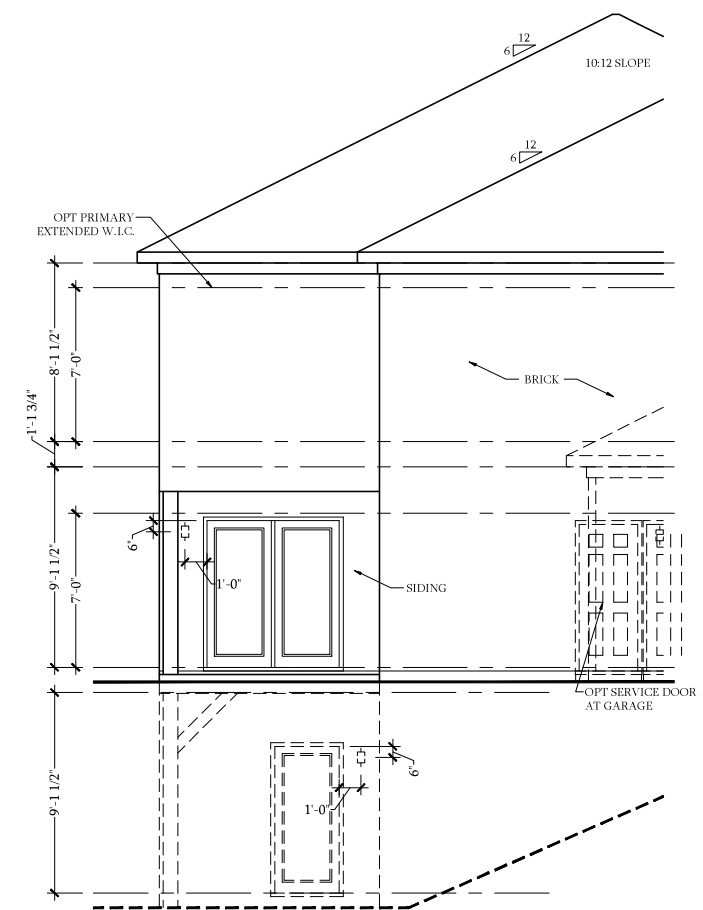 12
6
10:12 SLOPE
12
6
OPT PRIMARY
EXTENDED W.I.C.
8'-1 1/2"
7'-0"
BRICK
1'-1 3/4"
6"
9'-1 1/2"
7'-0"
1'-0"
SIDING
OPT SERVICE DOOR
AT GARAGE
6"
9'-1 1/2"
1'-0"